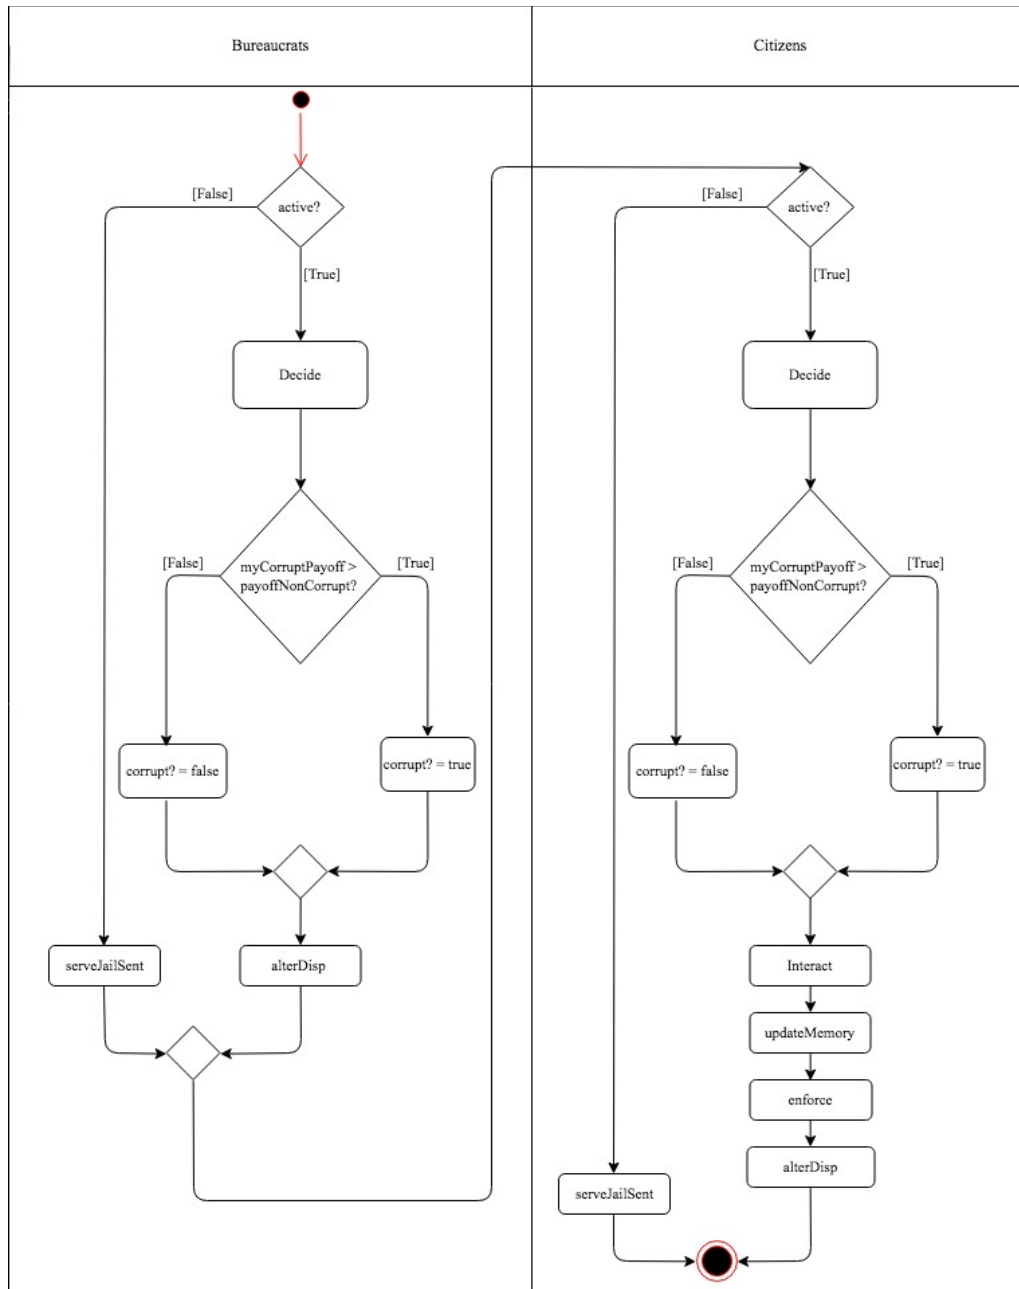 Bureaucrats
Citizens
[False]
active?
[True]
Decide
[False]
myCorruptPayoff >
payoffNonCorrupt?
[True]
corrupt? = false
corrupt? = true
serveJailSent
alterDisp
[False]
active?
[True]
Decide
[False]
myCorruptPayoff >
payoffNonCorrupt?
[True]
corrupt? = false
corrupt? = true
Interact
updateMemory
enforce
alterDisp
serveJailSent